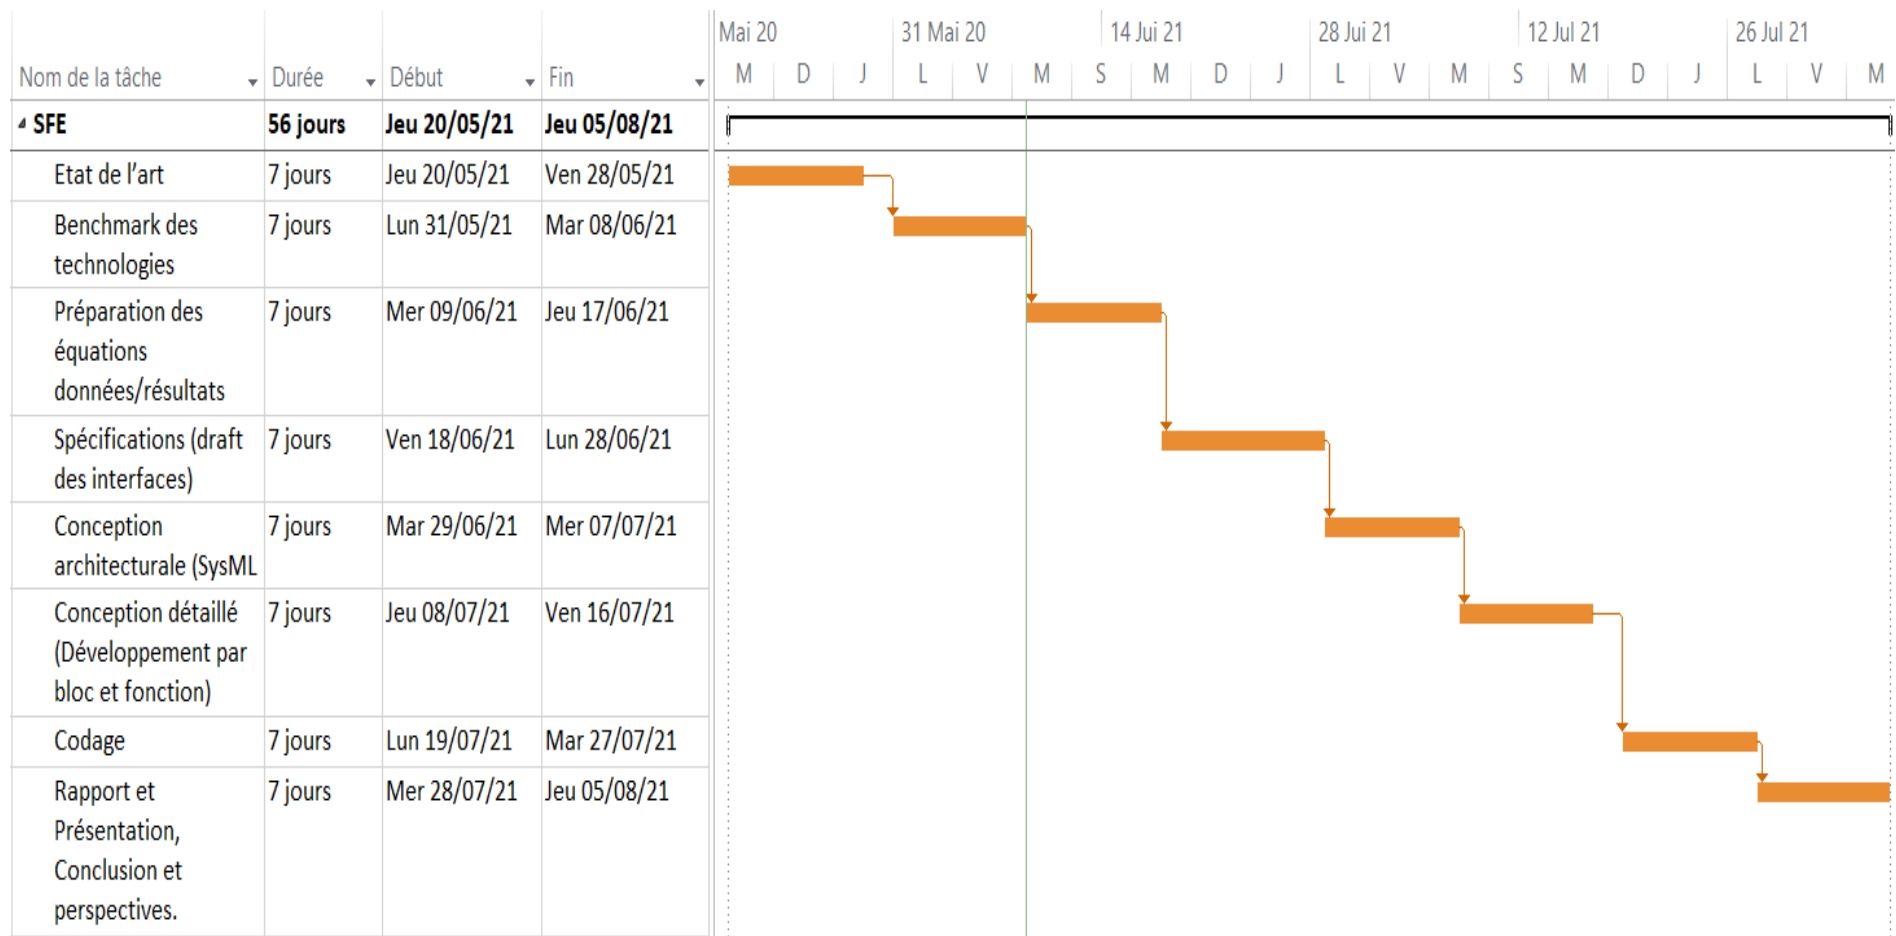 Mai 20 31 Mai 20 14 Jui 21 28 Jui 21 12 Jul 21 26 Jul 21
Nom de la tâche Durée Début Fin M D J L V M S M D J L V M S M D J L V M
SFE 56 jours Jeu 20/05/21 Jeu 05/08/21
Etat de l’art 7 jours Jeu 20/05/21 Ven 28/05/21
Benchmark des 7 jours Lun 31/05/21 Mar 08/06/21
technologies
Préparation des 7 jours Mer 09/06/21 Jeu 17/06/21
équations
données/résultats
Spécifications (draft 7 jours Ven 18/06/21 Lun 28/06/21
des interfaces)
Conception 7 jours Mar 29/06/21 Mer 07/07/21
architecturale (SysML
Conception détaillé 7 jours Jeu 08/07/21 Ven 16/07/21
(Développement par
bloc et fonction)
Codage 7 jours Lun 19/07/21 Mar 27/07/21
Rapport et 7 jours Mer 28/07/21 Jeu 05/08/21
Présentation,
Conclusion et
perspectives.